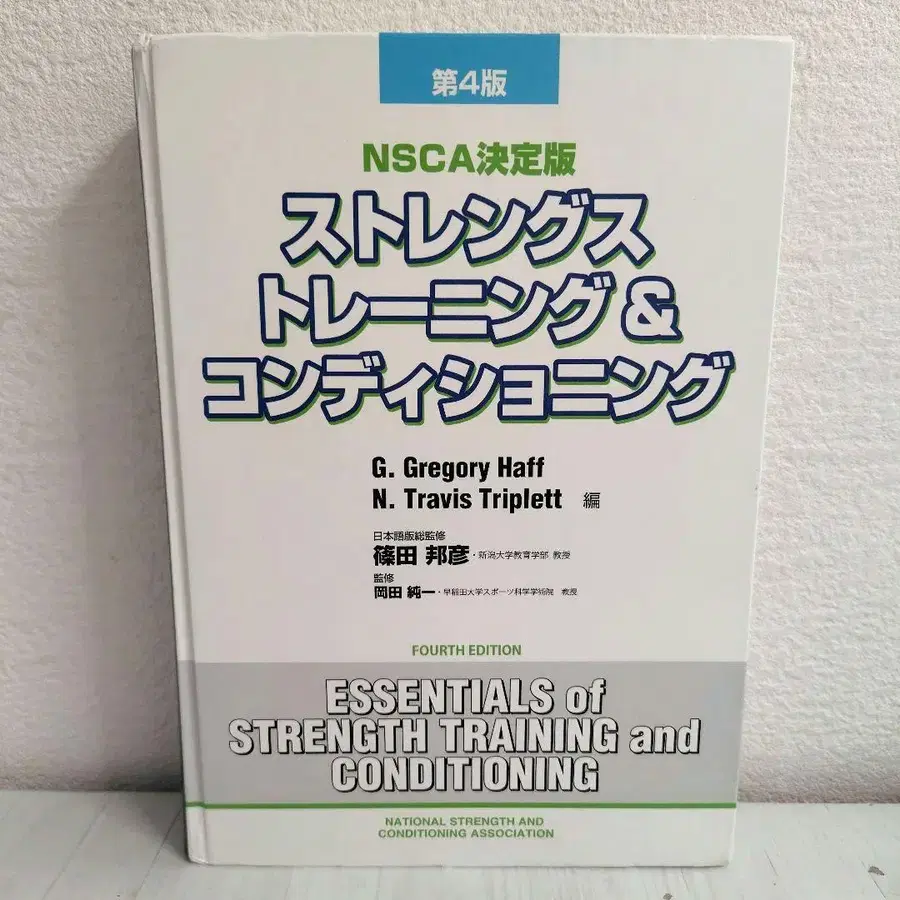 第4版
NSCA決定版
ストレングス
トレーニング&
コンディショニング
G. Gregory Haff
N. Travis Triplett 編
日本語版総監修
篠田 邦彦・新潟大学教育学部 教授
監修
岡田 純一・早稲田大学スポーツ科学学術院 教授
FOURTH EDITION
ESSENTIALS of
STRENGTH TRAINING and
CONDITIONING
NATIONAL STRENGTH AND
CONDITIONING ASSOCIATION